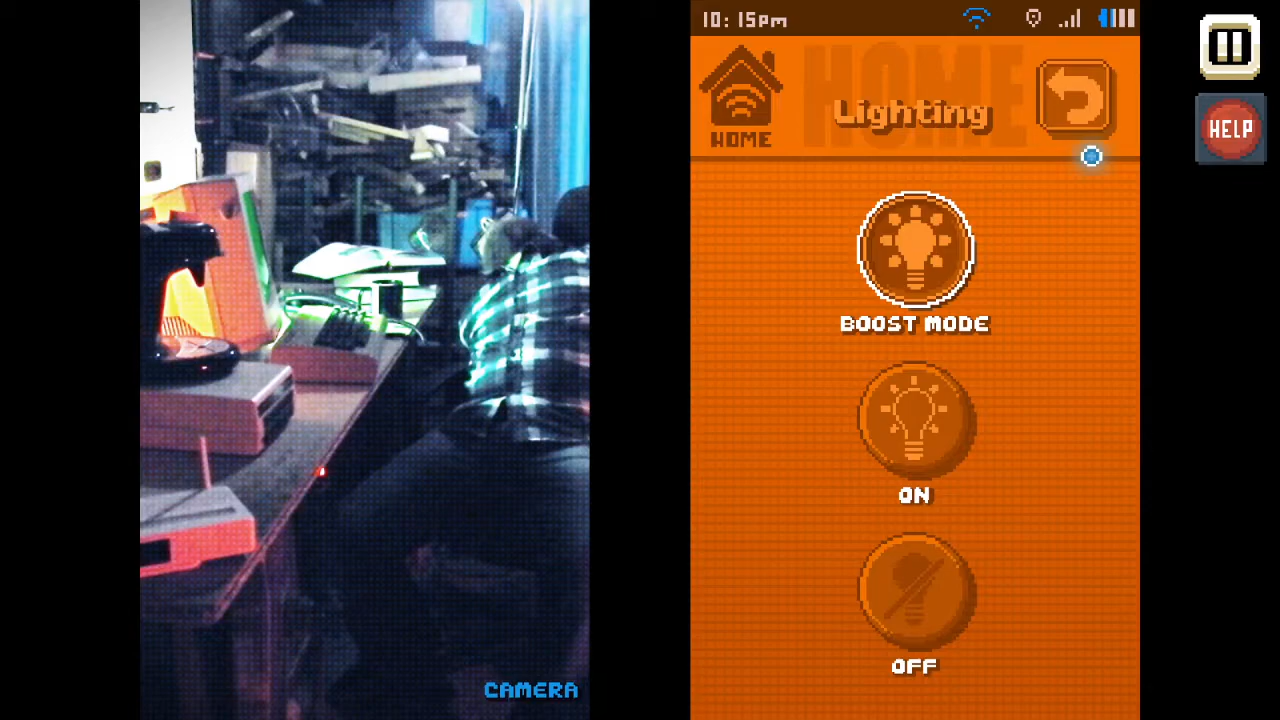 10:15pm
HOME
Lighting
HOME
HELP
BOOST MODE
ON
OFF
CAMERA